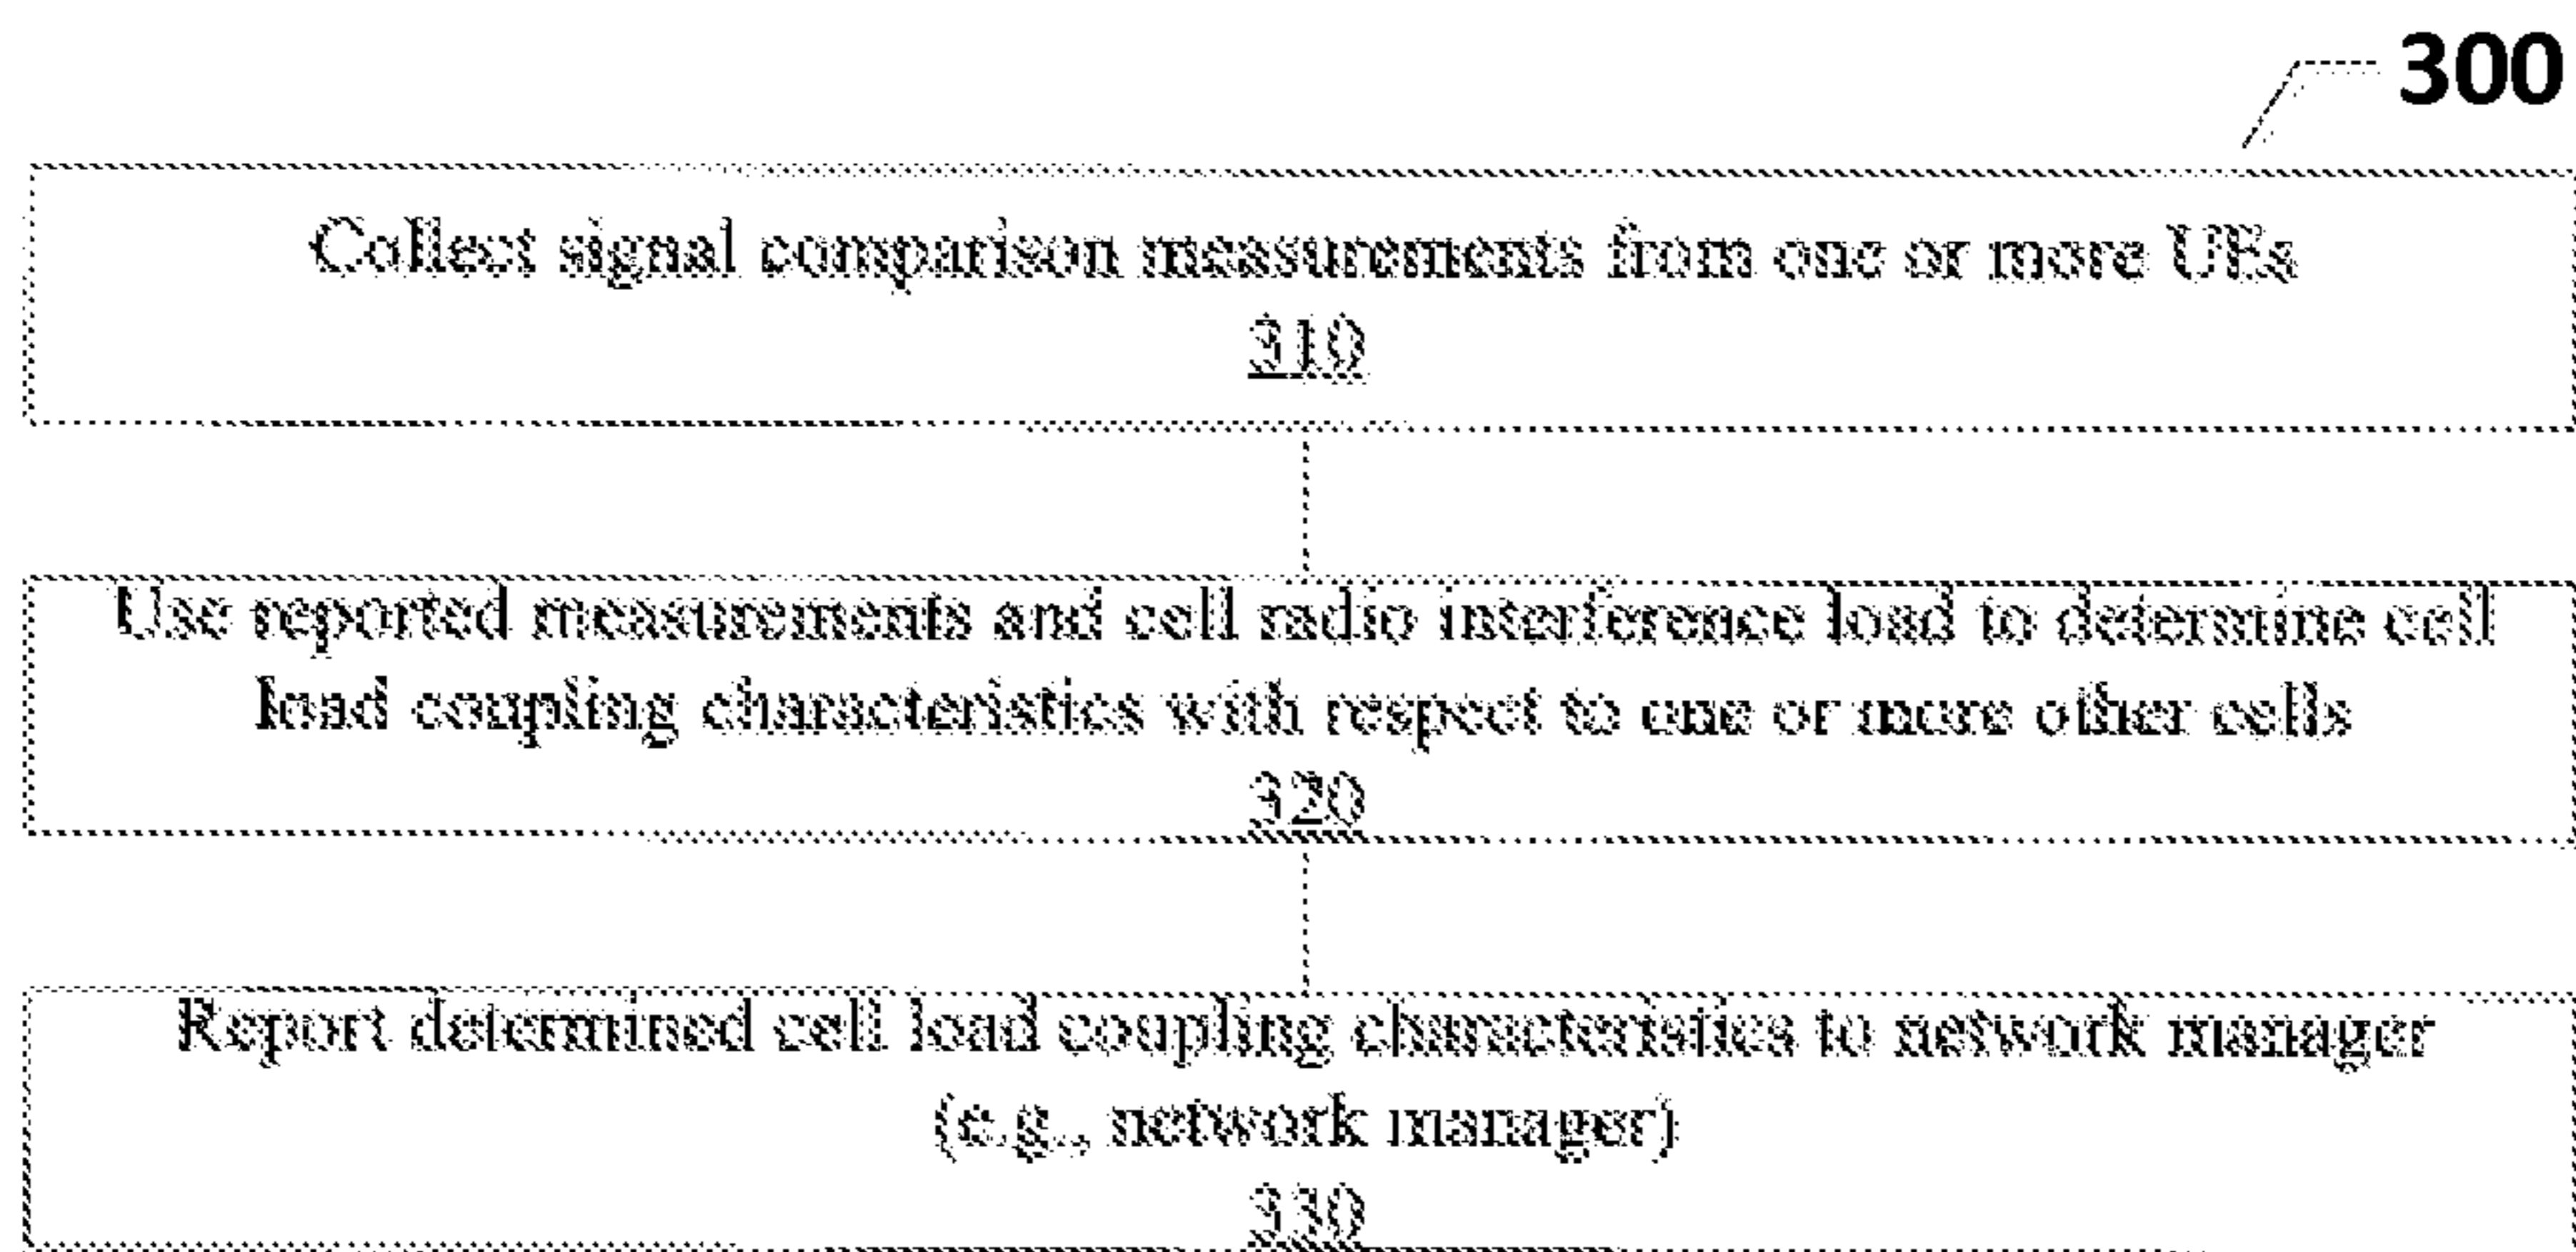 300
Collect signal comparison measurements from one or more UEs
310
Use reported measurements and cell radio interference load to determine cell
load coupling characteristics with respect to one or more other cells
320
Report determined cell load coupling characteristics to network manager
(e.g., network manager)
330